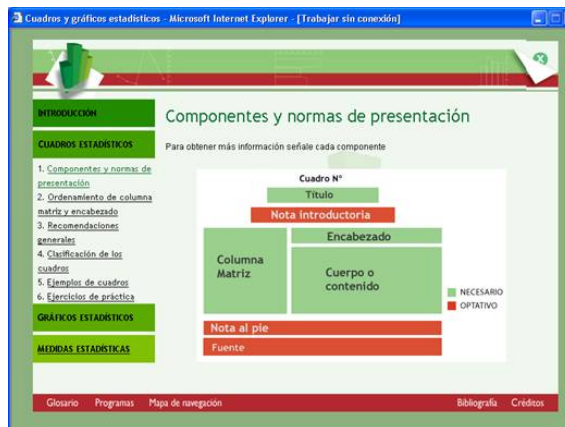 Cuadros y gráficos estadísticos - Microsoft Internet Explorer - [Trabajar sin conexión]
X
INTRODUCCIÓN
CUADROS ESTADÍSTICOS
1. Componentes y normas de
presentación
2. Ordenamiento de columna
matriz y encabezado
3. Recomendaciones
generales
4. Clasificación de los
cuadros
5. Ejemplos de cuadros
6. Ejercicios de práctica
GRÁFICOS ESTADÍSTICOS
MEDIDAS ESTADÍSTICAS
Componentes y normas de presentación
Para obtener más información señale cada componente
Cuadro N°
Título
Nota introductoria
Encabezado
Columna
Matriz
Cuerpo o
contenido
NECESARIO
OPTATIVO
Nota al pie
Fuente
Glosario Programas Mapa de navegación Bibliografía Créditos